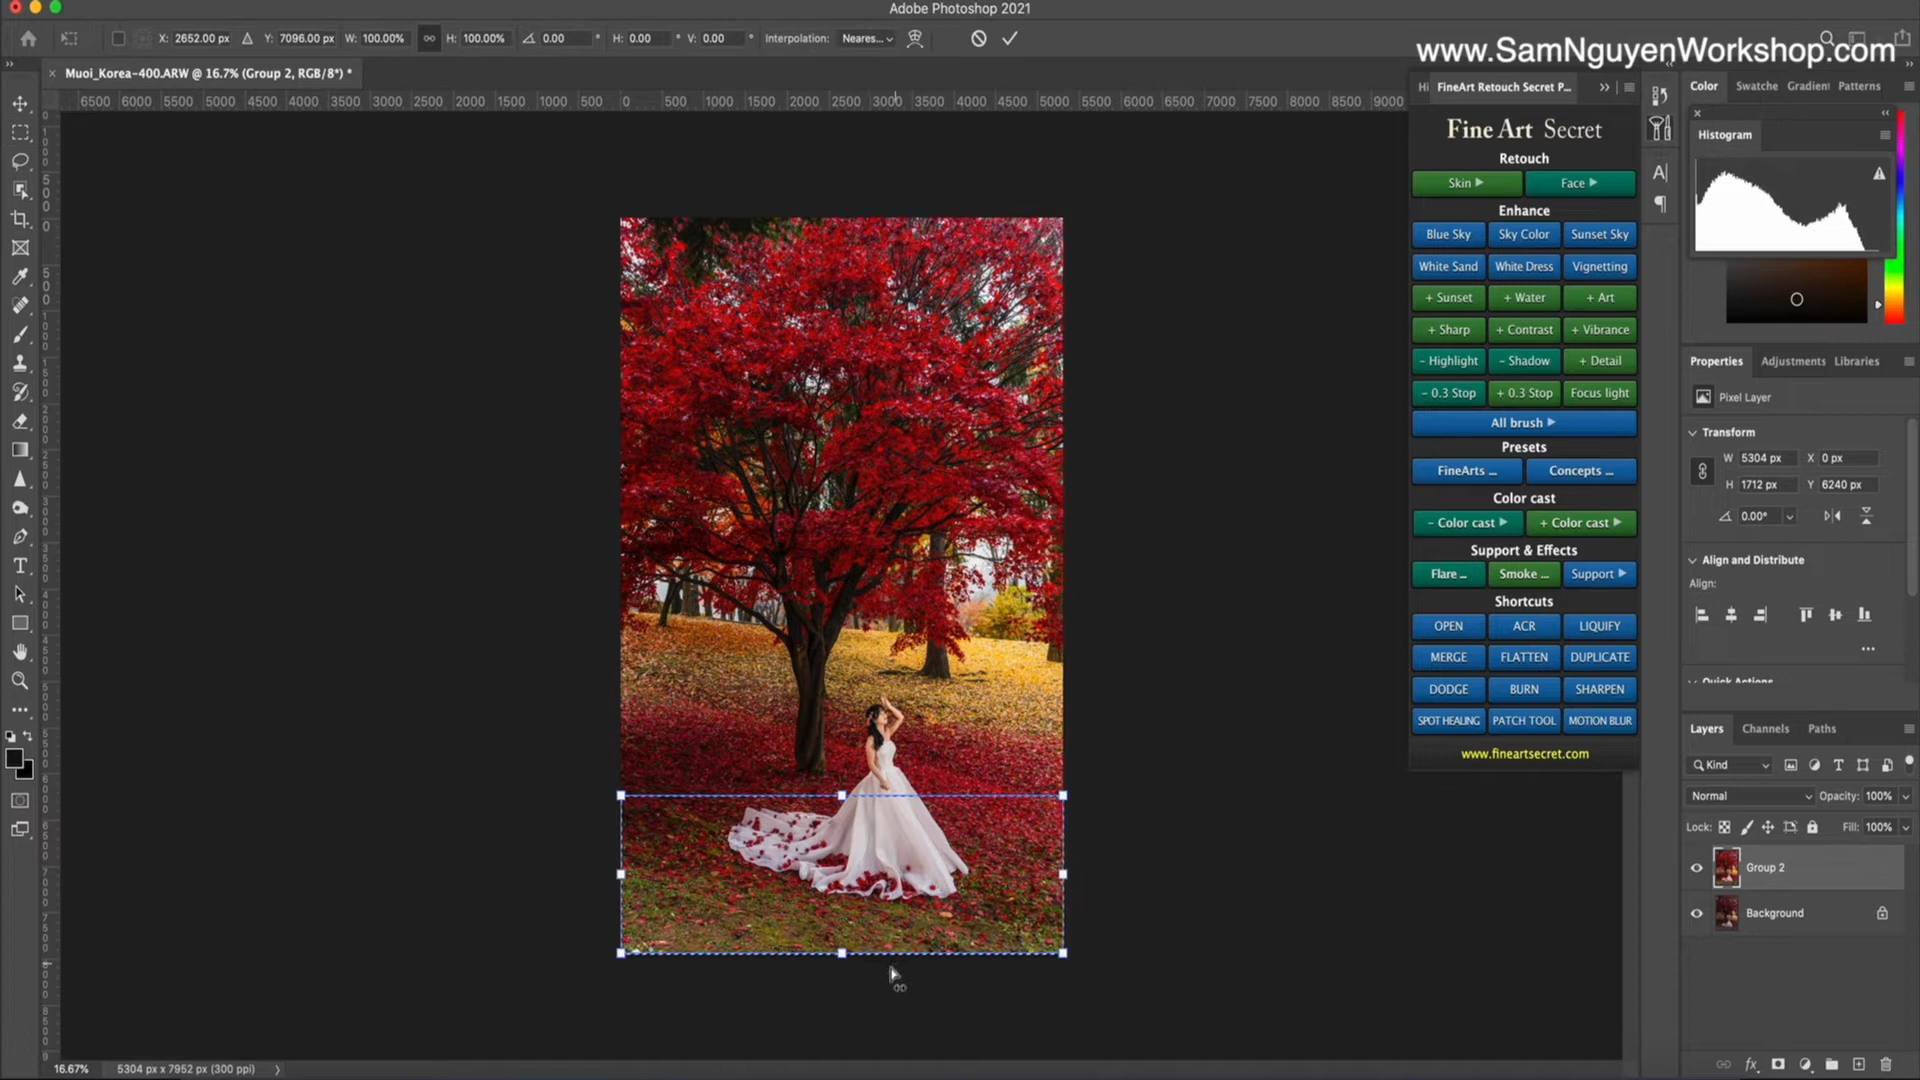 Adobe Photoshop 2021
X: 2652.00 px Y: 7096.00 px W: 100.00% H: 100.00% 0.00 ° H: 0.00 ° V: 0.00 ° Interpolation: Neares...
www.SamNguyenWorkshop.com
Muoi_Korea-400.ARW @ 16.7% (Group 2, RGB/8*) *
6500 6000 5500 5000 4500 4000 3500 3000 2500 2000 1500 1000 500 0 500 1000 1500 2000 2500 3000 3500 4000 4500 5000 5500 6000 6500 7000 7500 8000 8500 9000
Hi FineArt Retouch Secret P...
Fine Art Secret
Retouch
Skin Face
Enhance
Blue Sky Sky Color Sunset Sky
White Sand White Dress Vignetting
+ Sunset + Water + Art
+ Sharp + Contrast + Vibrance
- Highlight - Shadow + Detail
- 0.3 Stop + 0.3 Stop Focus light
All brush
Presets
FineArts ... Concepts ...
Color cast
- Color cast + Color cast
Support & Effects
Flare ... Smoke ... Support
Shortcuts
OPEN ACR LIQUIFY
MERGE FLATTEN DUPLICATE
DODGE BURN SHARPEN
SPOT HEALING PATCH TOOL MOTION BLUR
www.fineartsecret.com
Color Swatche Gradient Patterns
Histogram
Properties Adjustments Libraries
Pixel Layer
Transform
W 5304 px X 0 px
H 1712 px Y 6240 px
0.00°
Align and Distribute
Align:
Quick Actions
Layers Channels Paths
Kind
Normal Opacity: 100%
Lock: Fill: 100%
Group 2
Background
16.67% 5304 px x 7952 px (300 ppi)